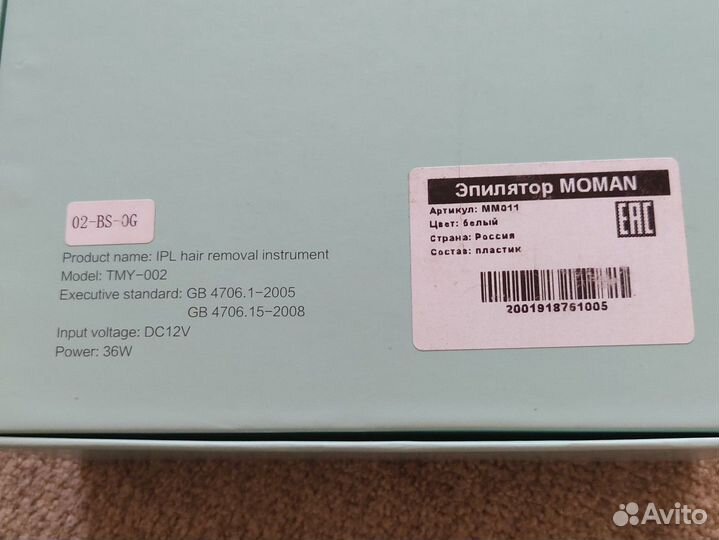 02-BS-0G
Product name: IPL hair removal instrument
Model: TMY-002
Executive standard: GB 4706.1-2005
GB 4706.15-2008
Input voltage: DC12V
Power: 36W
Эпилятор MOMAN
Артикул: MM011
Цвет: белый
Страна: Россия
Состав: пластик
EAC
2001918761005
Avito